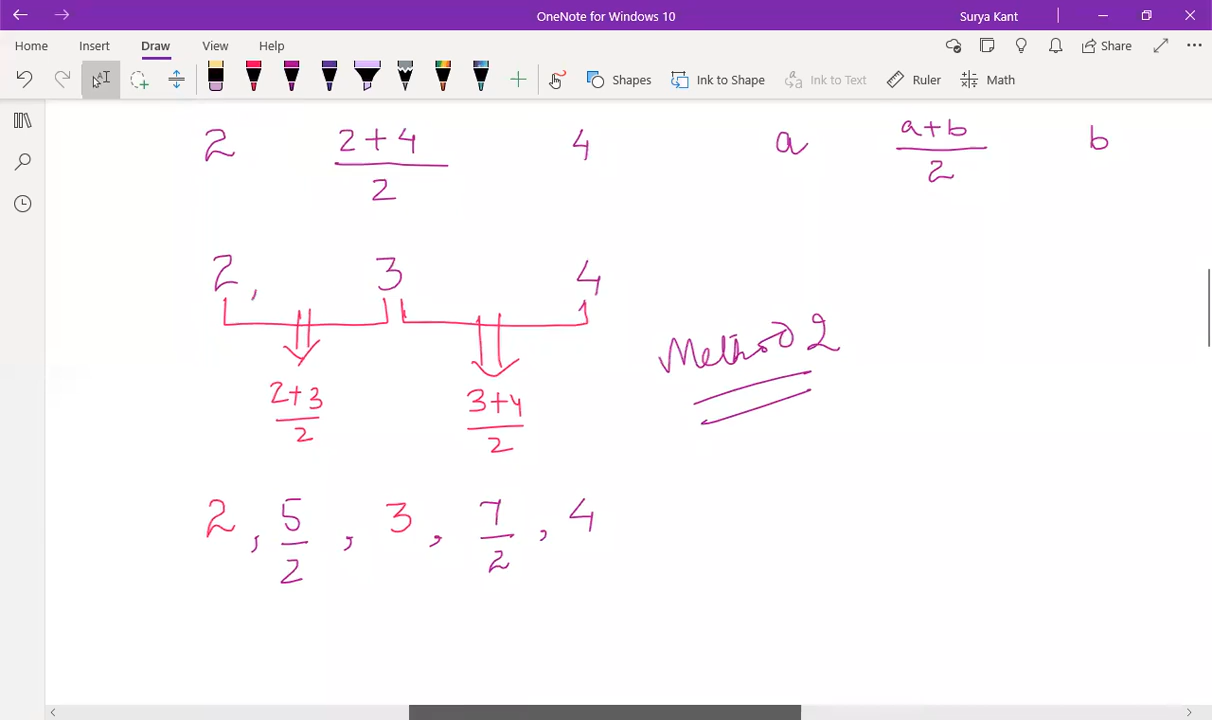 OneNote for Windows 10
Surya Kant
Home Insert Draw View Help
Share
Shapes Ink to Shape Ink to Text Ruler Math
2 (2+4)/2 4 a (a+b)/2 b
2, 3 4
Method 2
(2+3)/2 (3+4)/2
2, 5/2, 3, 7/2, 4